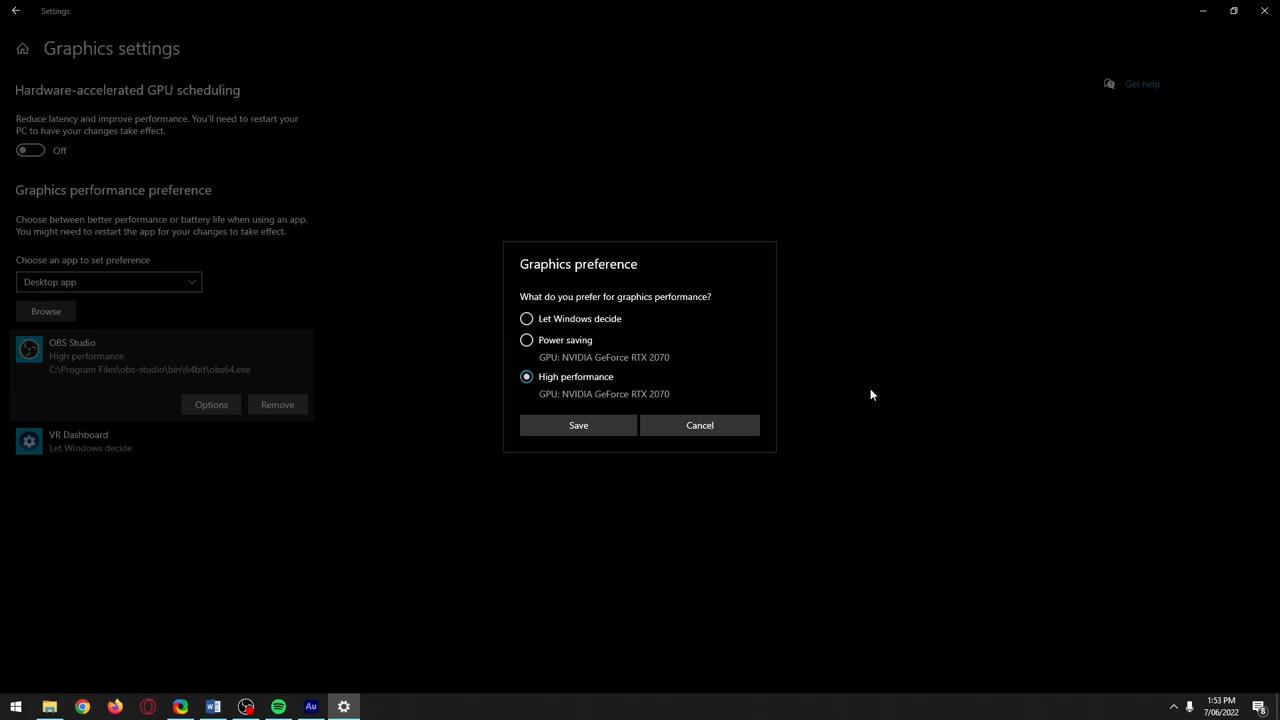 Settings
Graphics settings
Hardware-accelerated GPU scheduling
Get help
Reduce latency and improve performance. You'll need to restart your
PC to have your changes take effect.
Off
Graphics performance preference
Choose between better performance or battery life when using an app.
You might need to restart the app for your changes to take effect.
Choose an app to set preference
Desktop app
Browse
OBS Studio
High performance
C:\Program Files\obs-studio\bin\64bit\obs64.exe
Options
Remove
VR Dashboard
Let Windows decide
Graphics preference
What do you prefer for graphics performance?
Let Windows decide
Power saving
GPU: NVIDIA GeForce RTX 2070
High performance
GPU: NVIDIA GeForce RTX 2070
Save
Cancel
W
Au
1:53 PM
7/06/2022
8